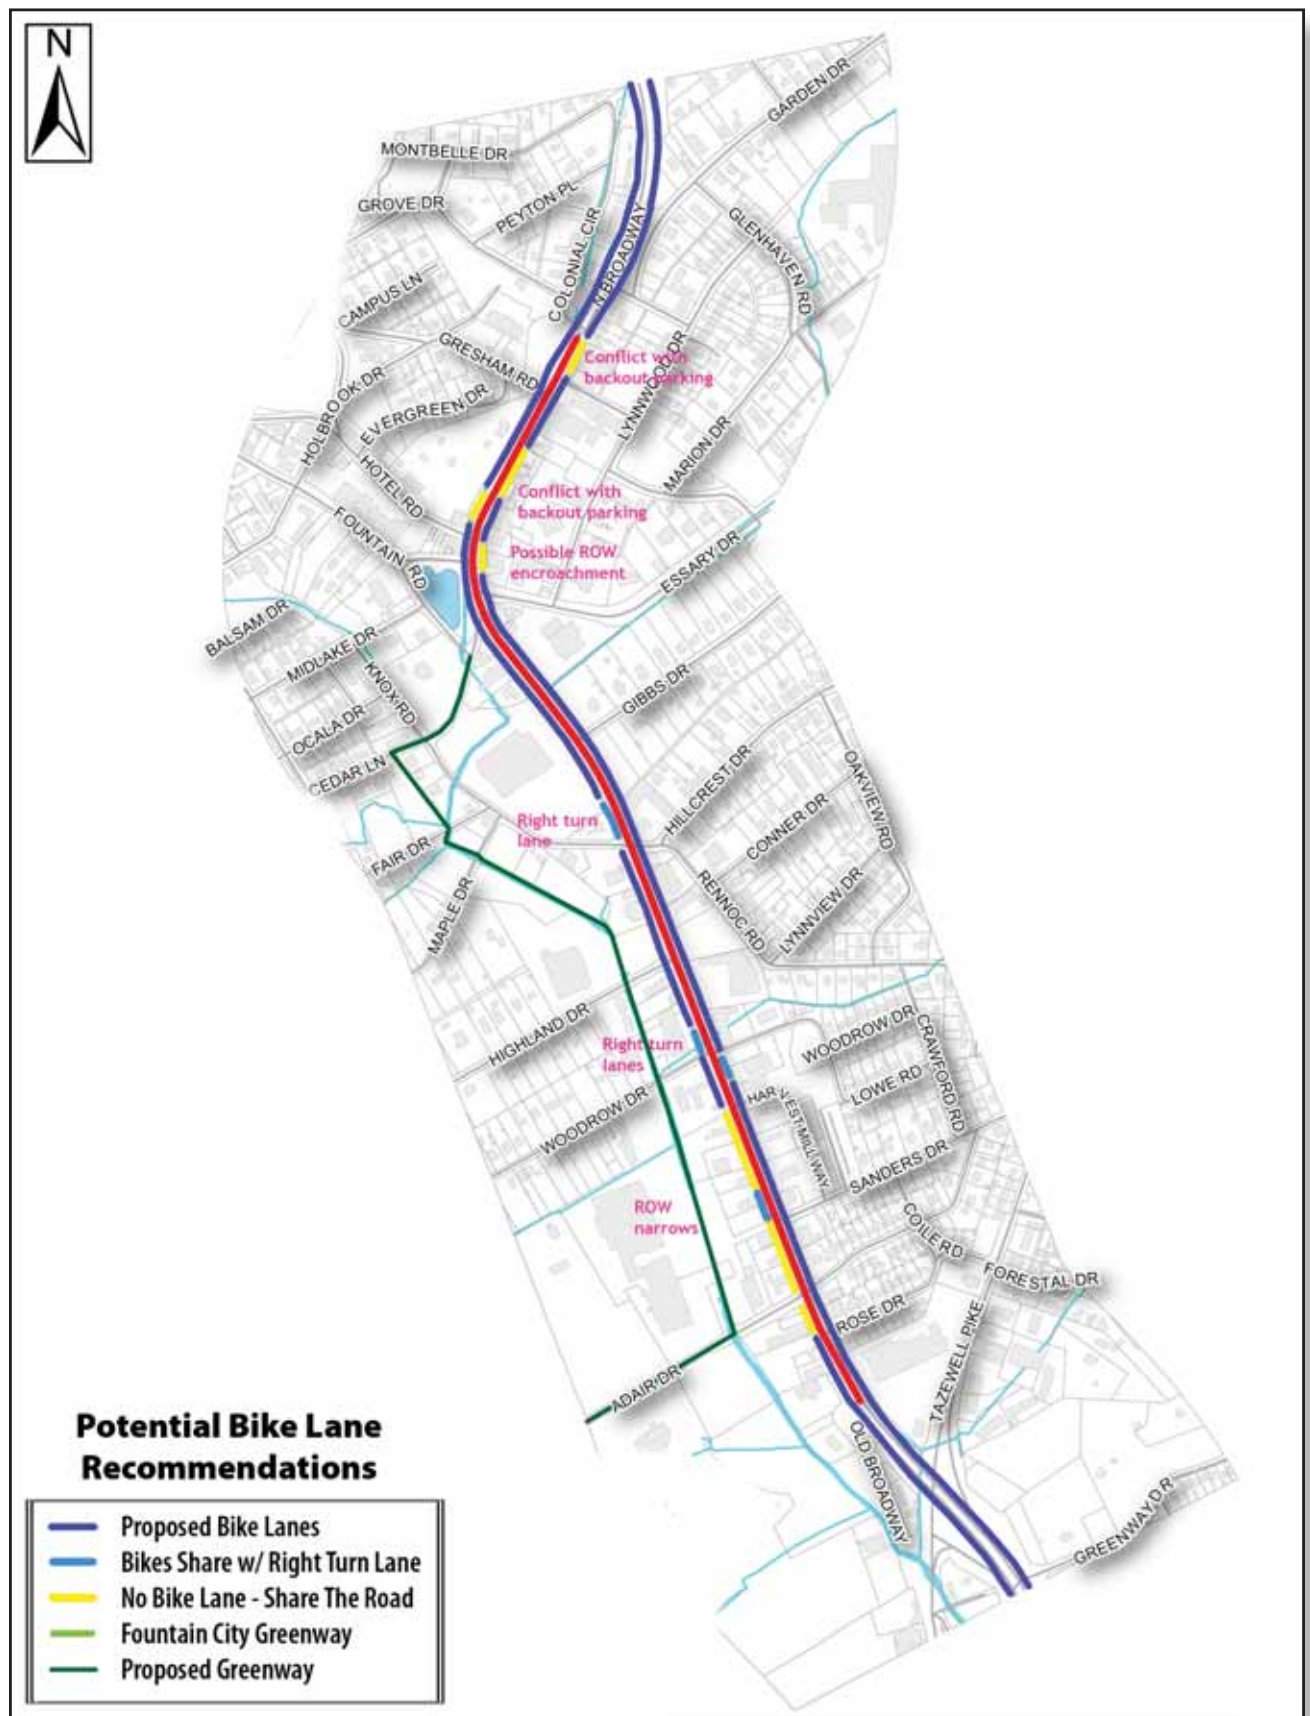 N
GARDEN DR
MONTBELLE DR
GROVE DR
PEYTON PL
COLONIAL CIR
N BROADWAY
GLENHAVEN RD
CAMPUS LN
GRESHAM RD
Conflict with
backout parking
LYNNWOOD DR
HOLBROOK DR
EVERGREEN DR
MARION DR
HOTEL RD
Conflict with
backout parking
FOUNTAIN RD
Possible ROW
encroachment
ESSARY DR
BALSAM DR
MIDLAKE DR
KNOX RD
GIBBS DR
OCALA DR
CEDAR LN
HILLCREST DR
OAKVIEW RD
CONNER DR
Right turn
lane
FAIR DR
MAPLE DR
RENNOC RD
LYNNVIEW DR
HIGHLAND DR
WOODROW DR
CRAWFORD RD
Right turn
lanes
LOWE RD
WOODROW DR
HARVEST MILL WAY
SANDERS DR
ROW
narrows
COILE RD
FORESTAL DR
ROSE DR
TAZEWELL PIKE
ADAIR DR
OLD BROADWAY
GREENWAY DR
Potential Bike Lane
Recommendations
Proposed Bike Lanes
Bikes Share w/ Right Turn Lane
No Bike Lane - Share The Road
Fountain City Greenway
Proposed Greenway